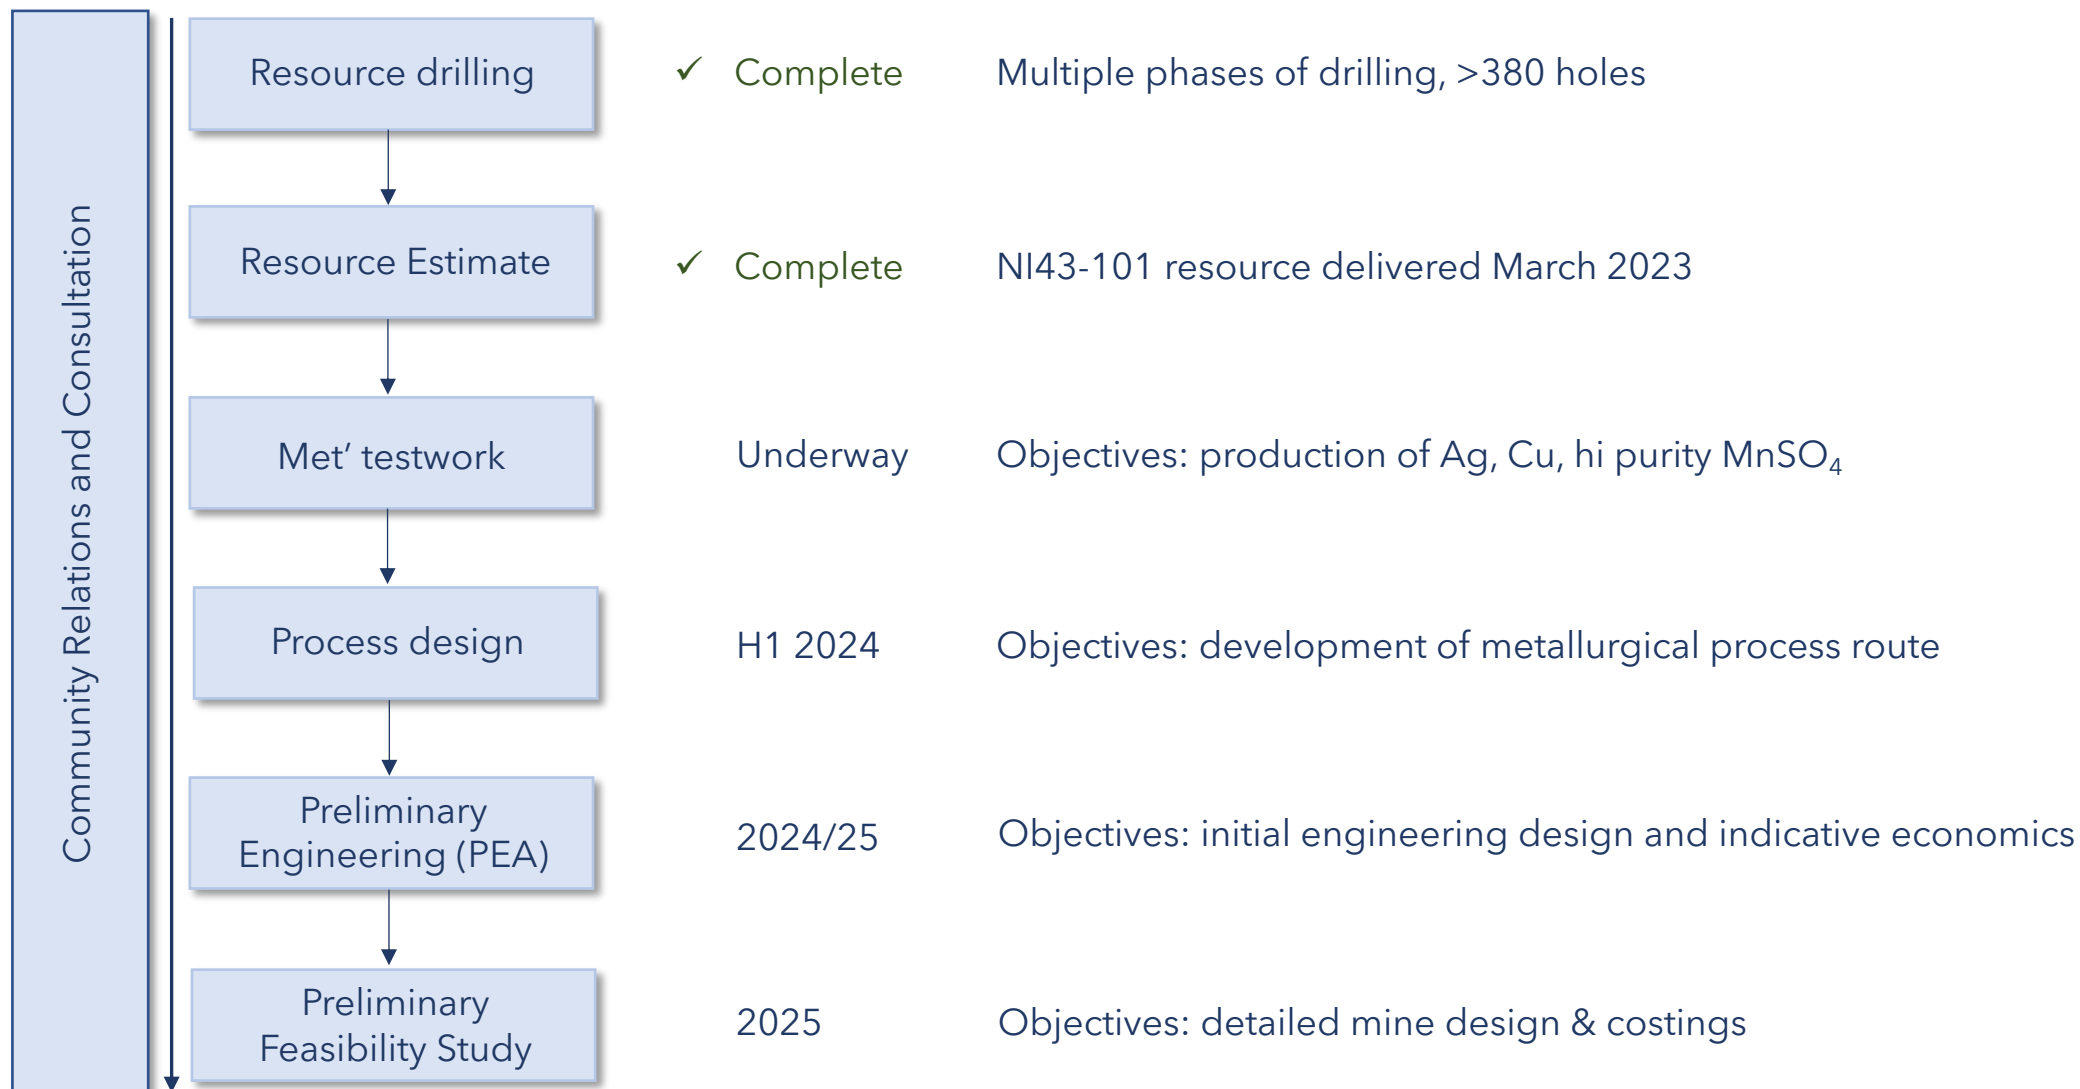 Community Relations and Consultation
Resource drilling
✓ Complete
Multiple phases of drilling, >380 holes
Resource Estimate
✓ Complete
NI43-101 resource delivered March 2023
Met’ testwork
Underway
Objectives: production of Ag, Cu, hi purity MnSO₄
Process design
H1 2024
Objectives: development of metallurgical process route
Preliminary
Engineering (PEA)
2024/25
Objectives: initial engineering design and indicative economics
Preliminary
Feasibility Study
2025
Objectives: detailed mine design & costings